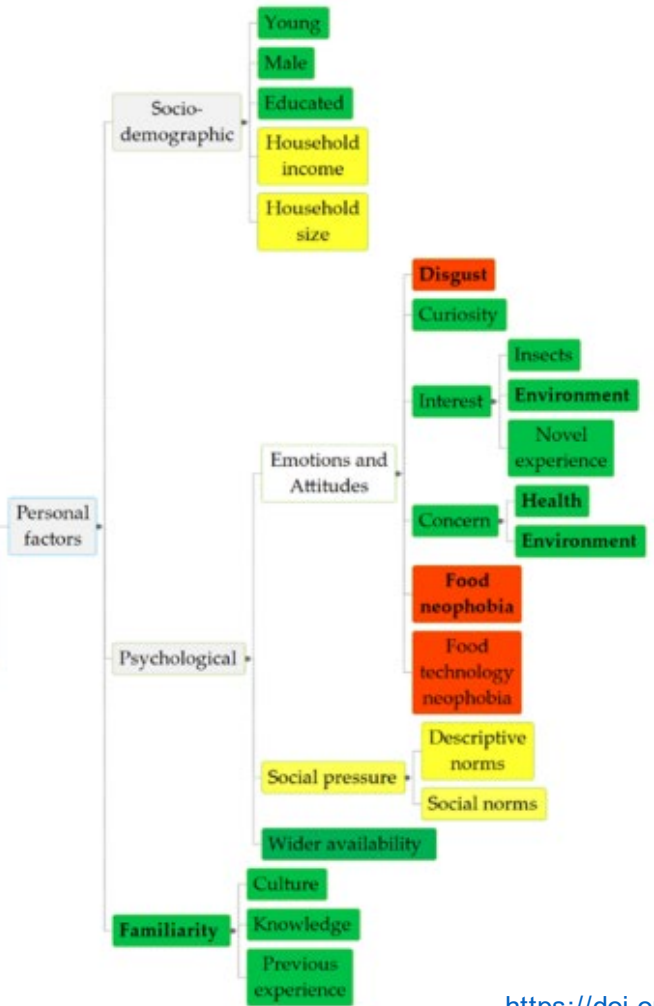 Young
Male
Educated
Socio-
demographic
Household
income
Household
size
Disgust
Curiosity
Insects
Interest
Environment
Novel
experience
Emotions and
Attitudes
Health
Concern
Environment
Personal
factors
Food
neophobia
Psychological
Food
technology
neophobia
Descriptive
norms
Social pressure
Social norms
Wider availability
Culture
Familiarity
Knowledge
Previous
experience